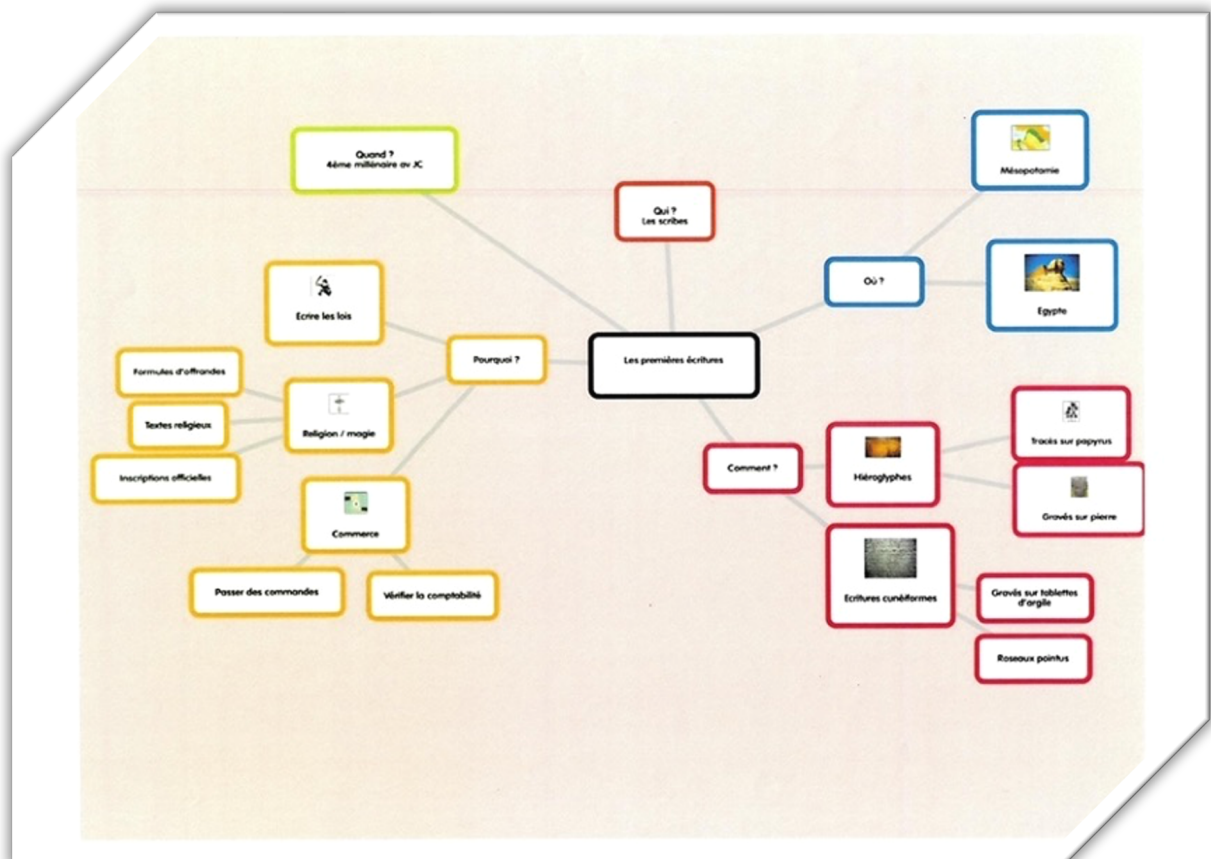 Quand ?
4ème millénaire av JC
Qui ?
Les scribes
Mésopotamie
Où ?
Egypte
Ecrire les lois
Pourquoi ?
Les premières écritures
Formules d'offrandes
Textes religieux
Religion / magie
Inscriptions officielles
Commerce
Passer des commandes
Vérifier la comptabilité
Comment ?
Hiéroglyphes
Tracés sur papyrus
Gravés sur pierre
Ecritures cunéiformes
Gravés sur tablettes
d'argile
Roseaux pointus